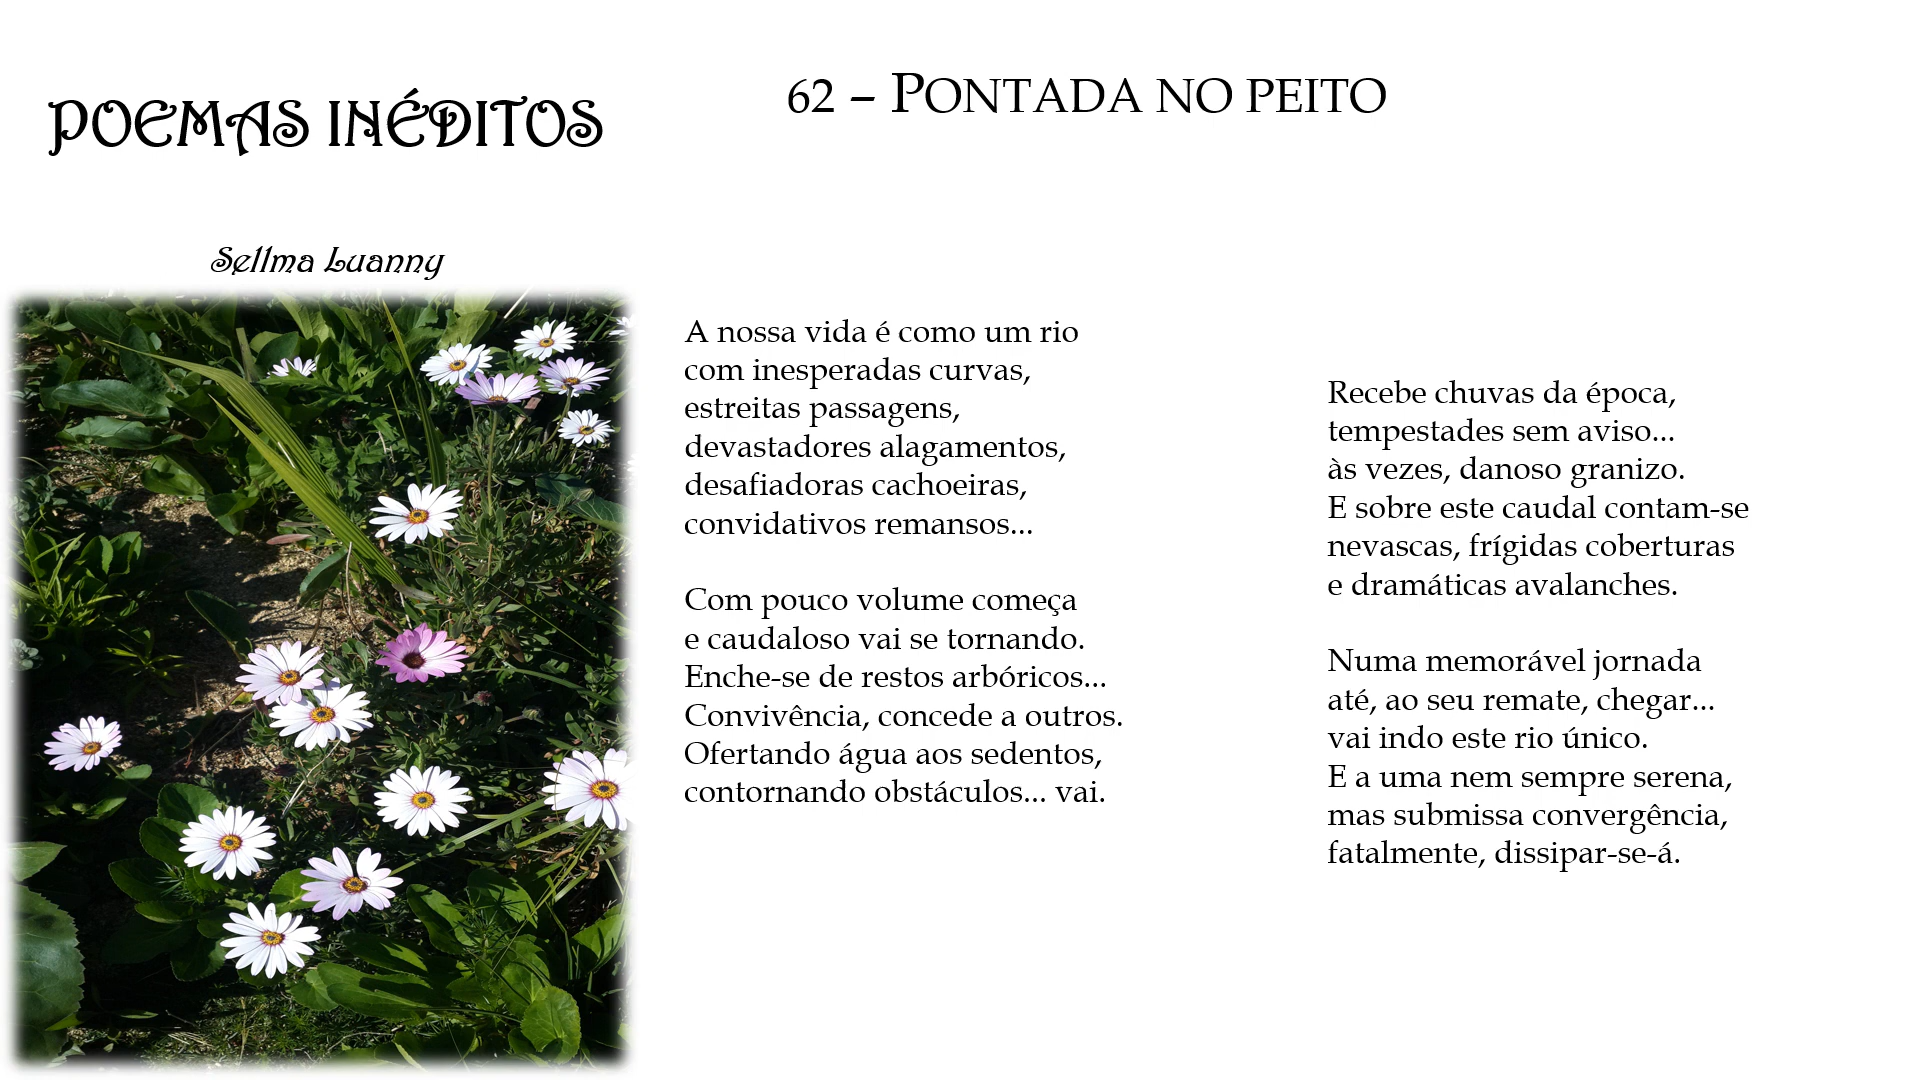 POEMAS INÉDITOS
Sellma Luanny
62 – PONTADA NO PEITO
A nossa vida é como um rio
com inesperadas curvas,
estreitas passagens,
devastadores alagamentos,
desafiadoras cachoeiras,
convidativos remansos...
Com pouco volume começa
e caudaloso vai se tornando.
Enche-se de restos arbóricos...
Convivência, concede a outros.
Ofertando água aos sedentos,
contornando obstáculos... vai.
Recebe chuvas da época,
tempestades sem aviso...
às vezes, danoso granizo.
E sobre este caudal contam-se
nevascas, frígidas coberturas
e dramáticas avalanches.
Numa memorável jornada
até, ao seu remate, chegar...
vai indo este rio único.
E a uma nem sempre serena,
mas submissa convergência,
fatalmente, dissipar-se-á.